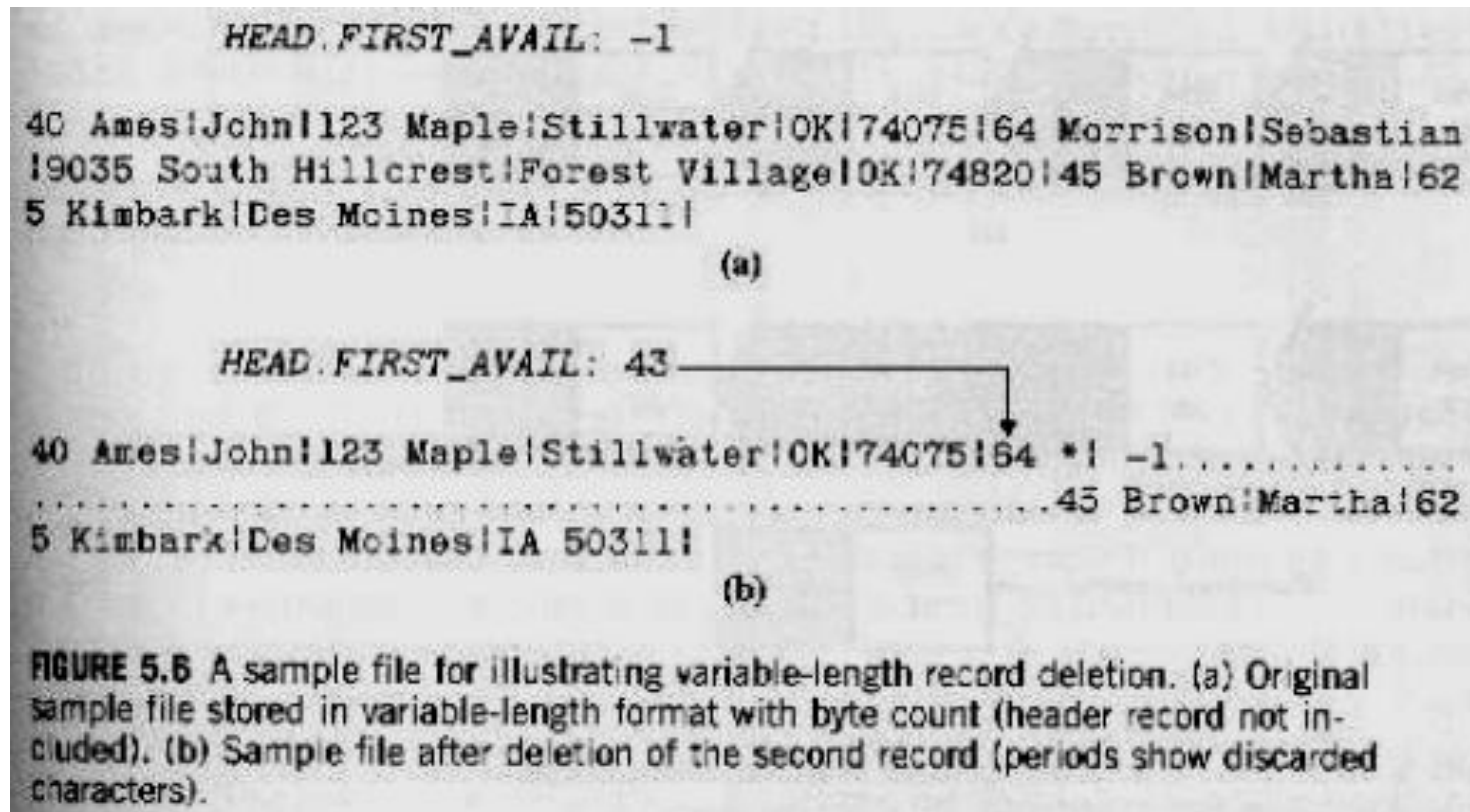 HEAD.FIRST_AVAIL: -1
40 Ames|John|123 Maple|Stillwater|OK|74075|64 Morrison|Sebastian
|9035 South Hillcrest|Forest Village|OK|74820|45 Brown|Martha|62
5 Kimbark|Des Moines|IA|50311|
(a)
HEAD.FIRST_AVAIL: 43
40 Ames|John|123 Maple|Stillwater|OK|74075|64 *| -1.............
..................................................45 Brown|Martha|62
5 Kimbark|Des Moines|IA 50311|
(b)
FIGURE 5.6 A sample file for illustrating variable-length record deletion. (a) Original
sample file stored in variable-length format with byte count (header record not in-
cluded). (b) Sample file after deletion of the second record (periods show discarded
characters).